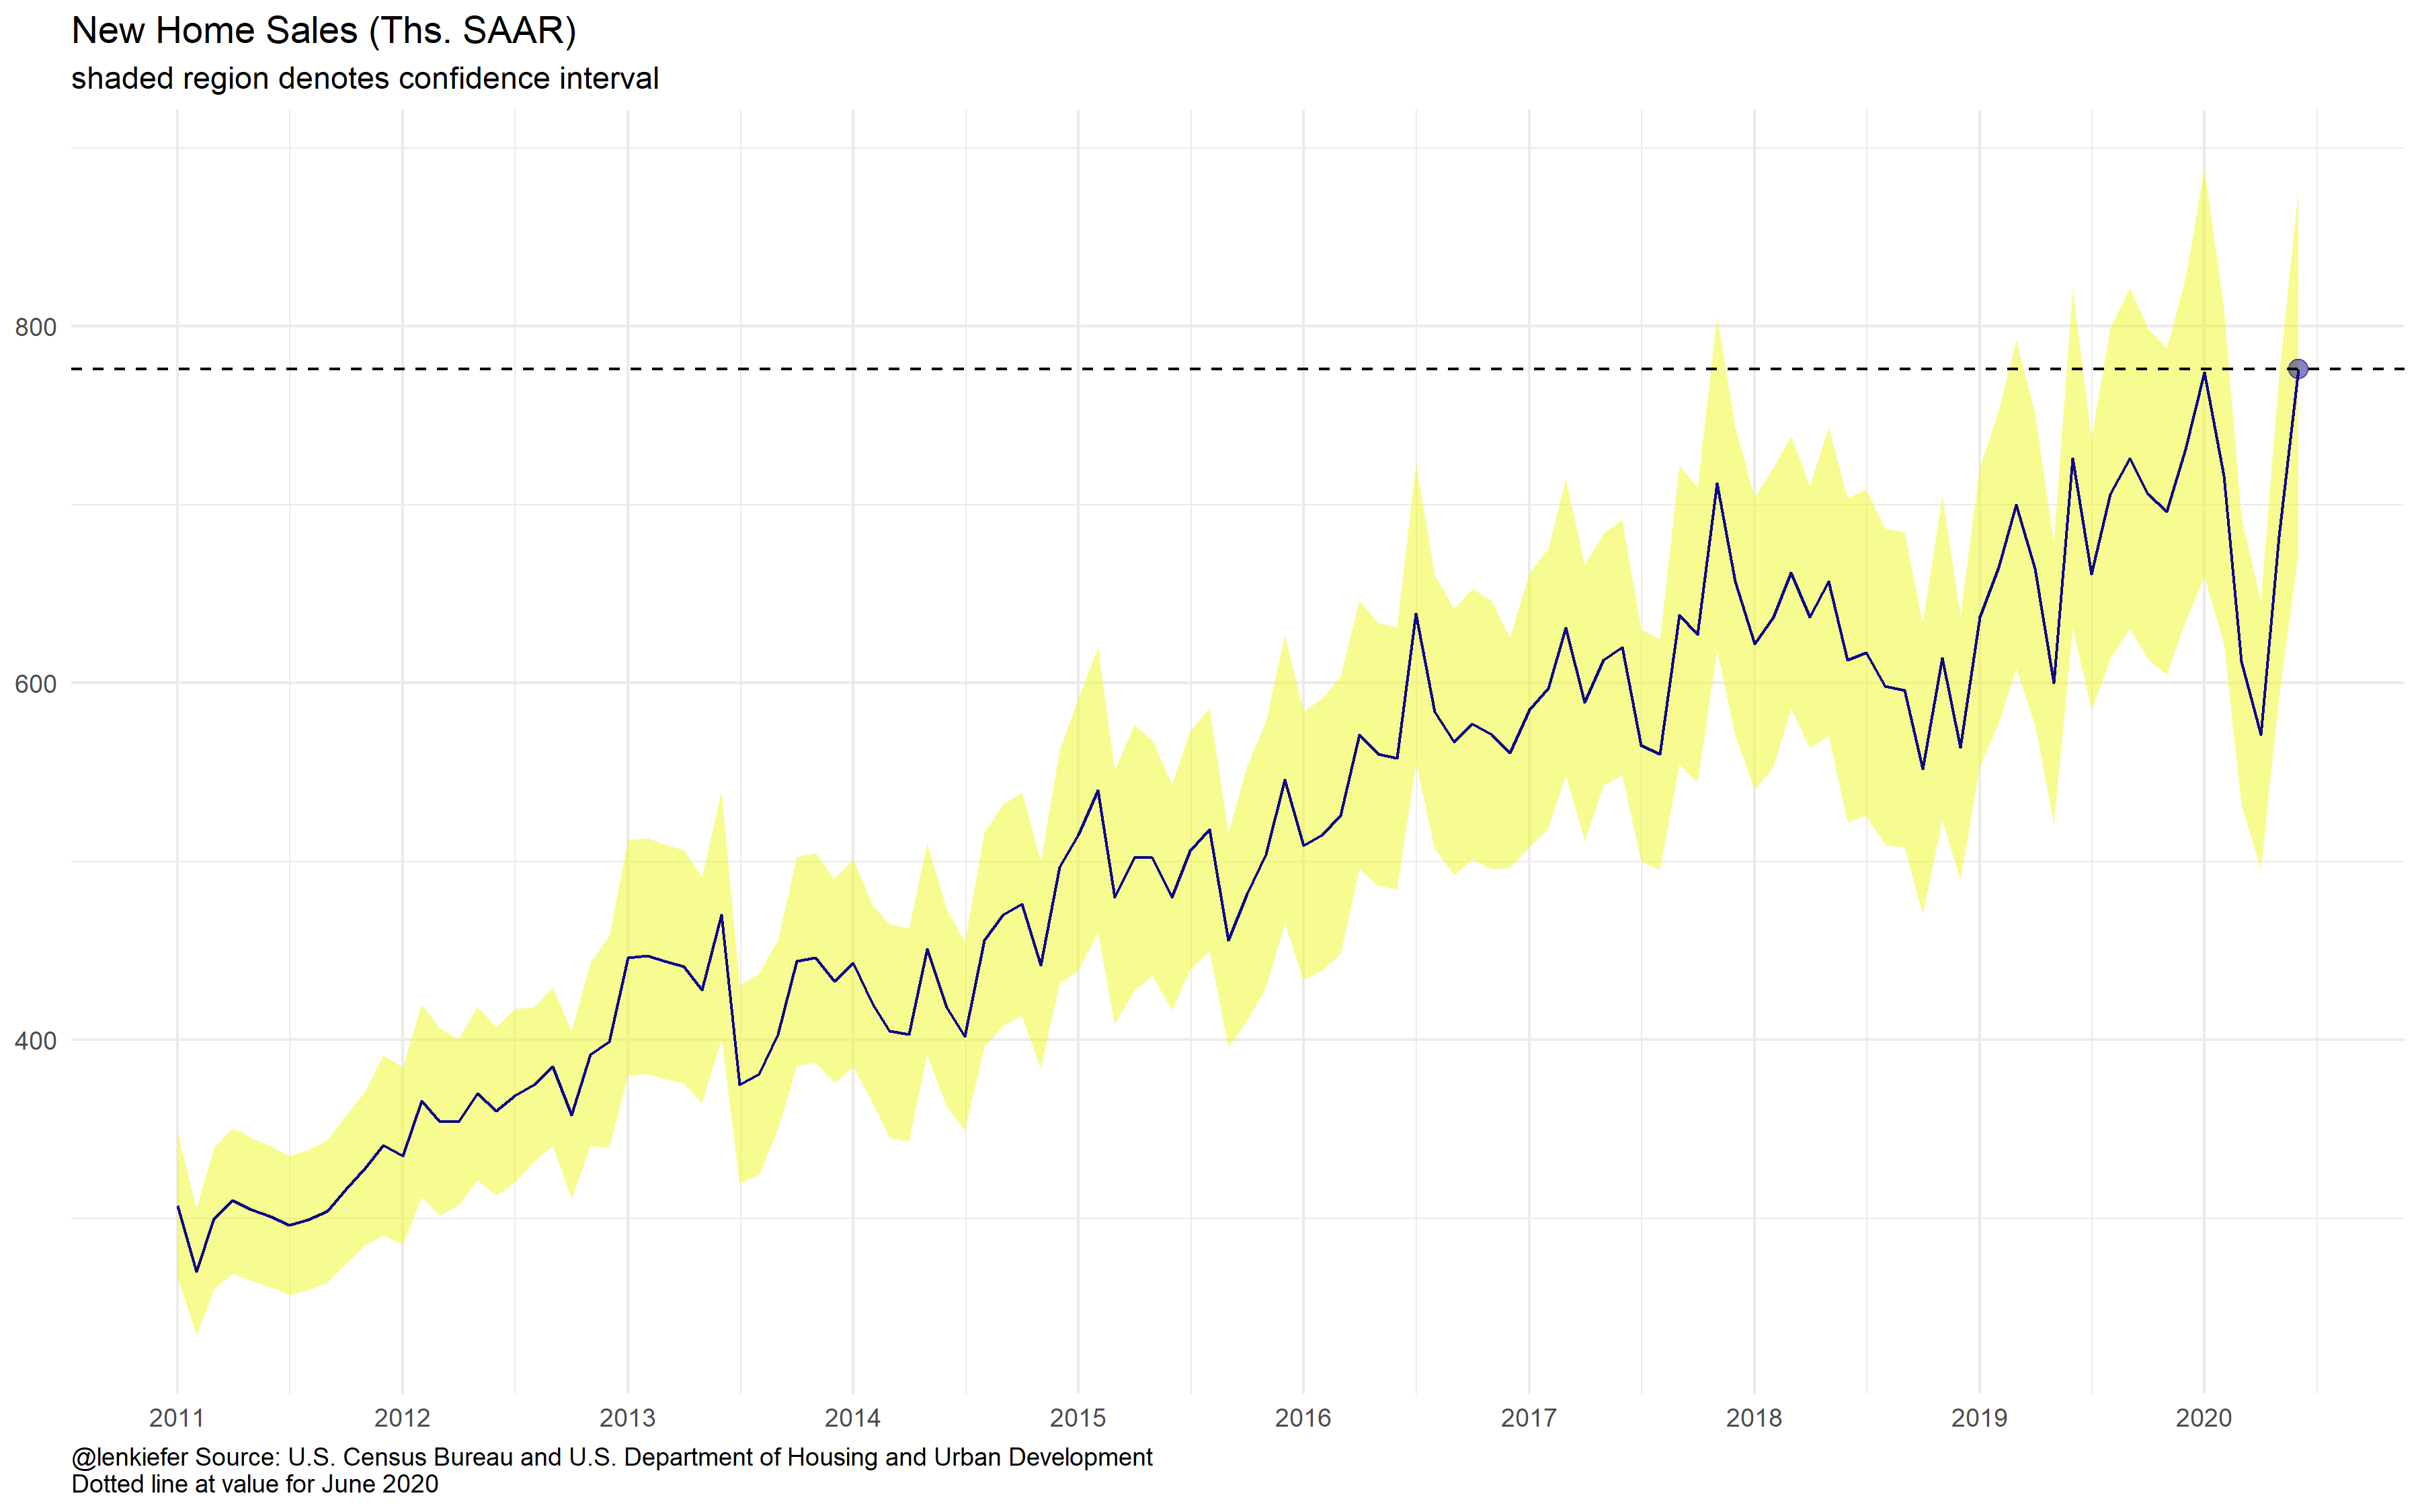 New Home Sales (Ths. SAAR)
shaded region denotes confidence interval
800
600
400
2011 2012 2013 2014 2015 2016 2017 2018 2019 2020
@lenkiefer Source: U.S. Census Bureau and U.S. Department of Housing and Urban Development
Dotted line at value for June 2020